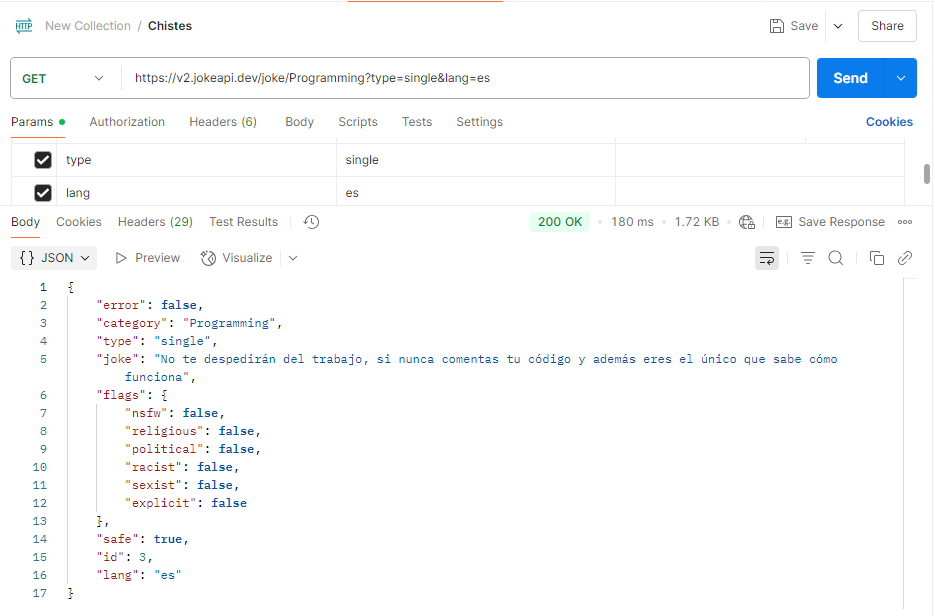 HTTP New Collection / Chistes Save Share
GET https://v2.jokeapi.dev/joke/Programming?type=single&lang=es Send
Params Authorization Headers (6) Body Scripts Tests Settings Cookies
type single
lang es
Body Cookies Headers (29) Test Results 200 OK 180 ms 1.72 KB e.g. Save Response
{} JSON Preview Visualize
1 {
2 "error": false,
3 "category": "Programming",
4 "type": "single",
5 "joke": "No te despedirán del trabajo, si nunca comentas tu código y además eres el único que sabe cómo
funciona",
6 "flags": {
7 "nsfw": false,
8 "religious": false,
9 "political": false,
10 "racist": false,
11 "sexist": false,
12 "explicit": false
13 },
14 "safe": true,
15 "id": 3,
16 "lang": "es"
17 }